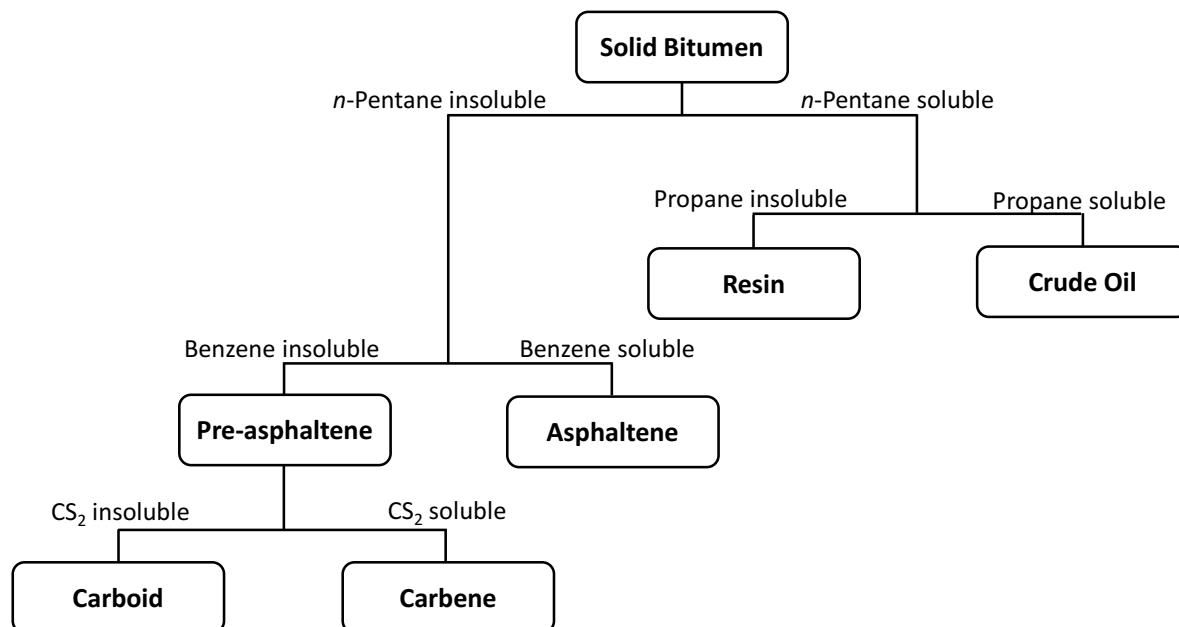 Solid Bitumen
n-Pentane insoluble
n-Pentane soluble
Propane insoluble
Propane soluble
Resin
Crude Oil
Benzene insoluble
Benzene soluble
Pre-asphaltene
Asphaltene
CS₂ insoluble
CS₂ soluble
Carboid
Carbene